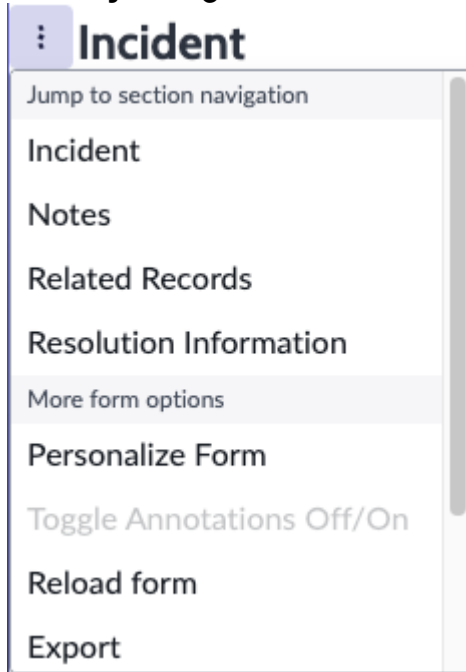 Incident
Jump to section navigation
Incident
Notes
Related Records
Resolution Information
More form options
Personalize Form
Toggle Annotations Off/On
Reload form
Export